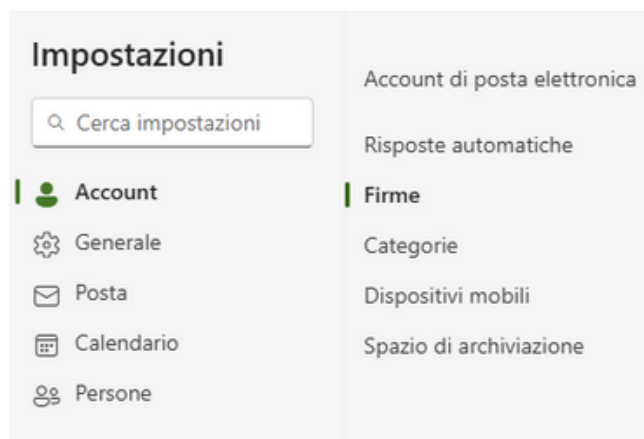 Impostazioni
Cerca impostazioni
Account
Generale
Posta
Calendario
Persone
Account di posta elettronica
Risposte automatiche
Firme
Categorie
Dispositivi mobili
Spazio di archiviazione